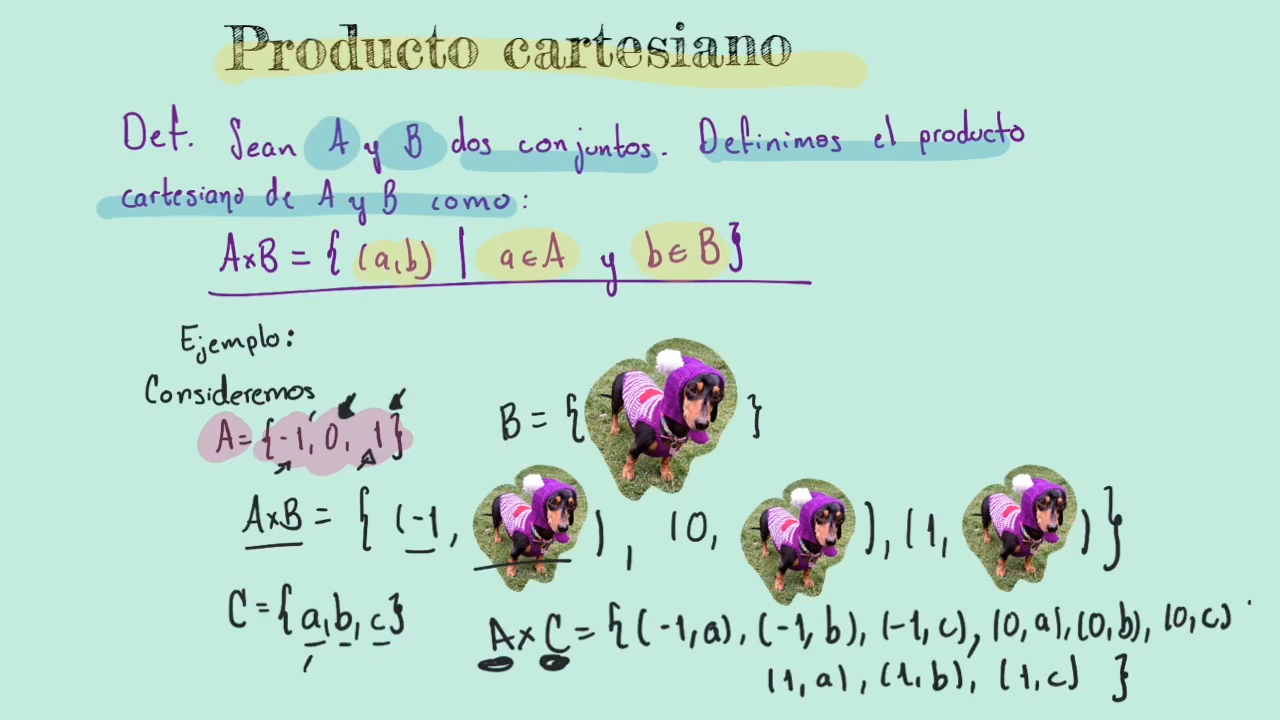 Producto cartesiano
Def. Sean A y B dos conjuntos. Definimos el producto
cartesiano de A y B como:
A×B = { (a,b) | a∈A y b∈B}
Ejemplo:
Consideremos
A= {-1, 0, 1}
B = { }
A×B = { (-1, ), (0, ), (1, )}
C = {a,b,c}
A×C = {(-1,a), (-1,b), (-1,c), (0,a), (0,b), (0,c)
(1,a), (1,b), (1,c) }